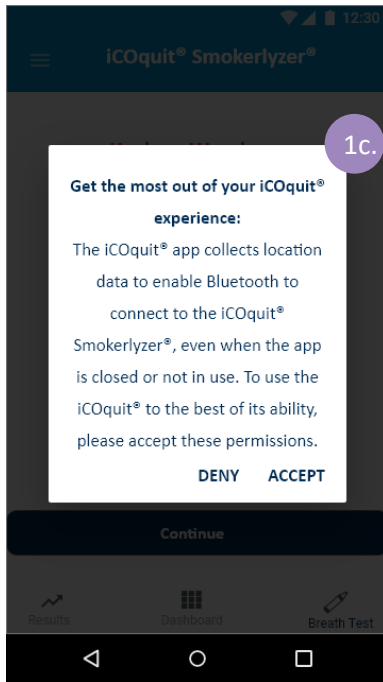 12:30
iCOquit® Smokerlyzer®
1c.
Get the most out of your iCOquit®
experience:
The iCOquit® app collects location
data to enable Bluetooth to
connect to the iCOquit®
Smokerlyzer®, even when the app
is closed or not in use. To use the
iCOquit® to the best of its ability,
please accept these permissions.
DENY ACCEPT
Continue
Results Dashboard Breath Test